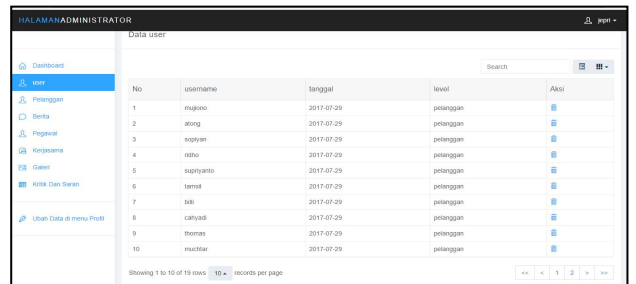 HALAMANADMINISTRATOR jepri
Data user
Dashboard
user
Pelanggan
Berita
Pegawai
Kerjasama
Galeri
Kritik Dan Saran
Ubah Data di menu Profil
Search
No username tanggal level Aksi
1 mujiono 2017-07-29 pelanggan
2 atong 2017-07-29 pelanggan
3 sopiyan 2017-07-29 pelanggan
4 ridho 2017-07-29 pelanggan
5 supriyanto 2017-07-29 pelanggan
6 tamsil 2017-07-29 pelanggan
7 billi 2017-07-29 pelanggan
8 cahyadi 2017-07-29 pelanggan
9 thomas 2017-07-29 pelanggan
10 muchtar 2017-07-29 pelanggan
Showing 1 to 10 of 19 rows 10 records per page << < 1 2 > >>